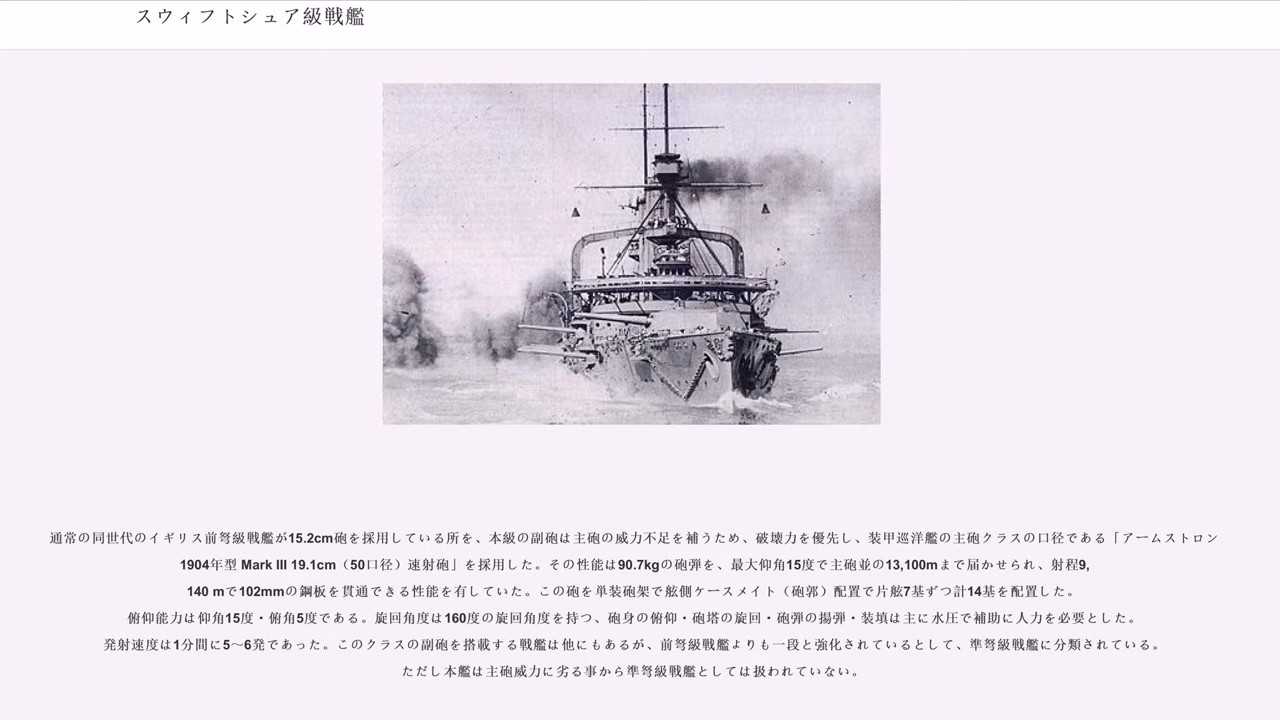 スウィフトシュア級戦艦
通常の同世代のイギリス前弩級戦艦が15.2cm砲を採用している所を、本級の副砲は主砲の威力不足を補うため、破壊力を優先し、装甲巡洋艦の主砲クラスの口径である「アームストロン
1904年型 Mark III 19.1cm（50口径）速射砲」を採用した。その性能は90.7kgの砲弾を、最大仰角15度で主砲並の13,100mまで届かせられ、射程9,
140 mで102mmの鋼板を貫通できる性能を有していた。この砲を単装砲架で舷側ケースメイト（砲郭）配置で片舷7基ずつ計14基を配置した。
俯仰能力は仰角15度・俯角5度である。旋回角度は160度の旋回角度を持つ、砲身の俯仰・砲塔の旋回・砲弾の揚弾・装填は主に水圧で補助に人力を必要とした。
発射速度は1分間に5〜6発であった。このクラスの副砲を搭載する戦艦は他にもあるが、前弩級戦艦よりも一段と強化されているとして、準弩級戦艦に分類されている。
ただし本艦は主砲威力に劣る事から準弩級戦艦としては扱われていない。